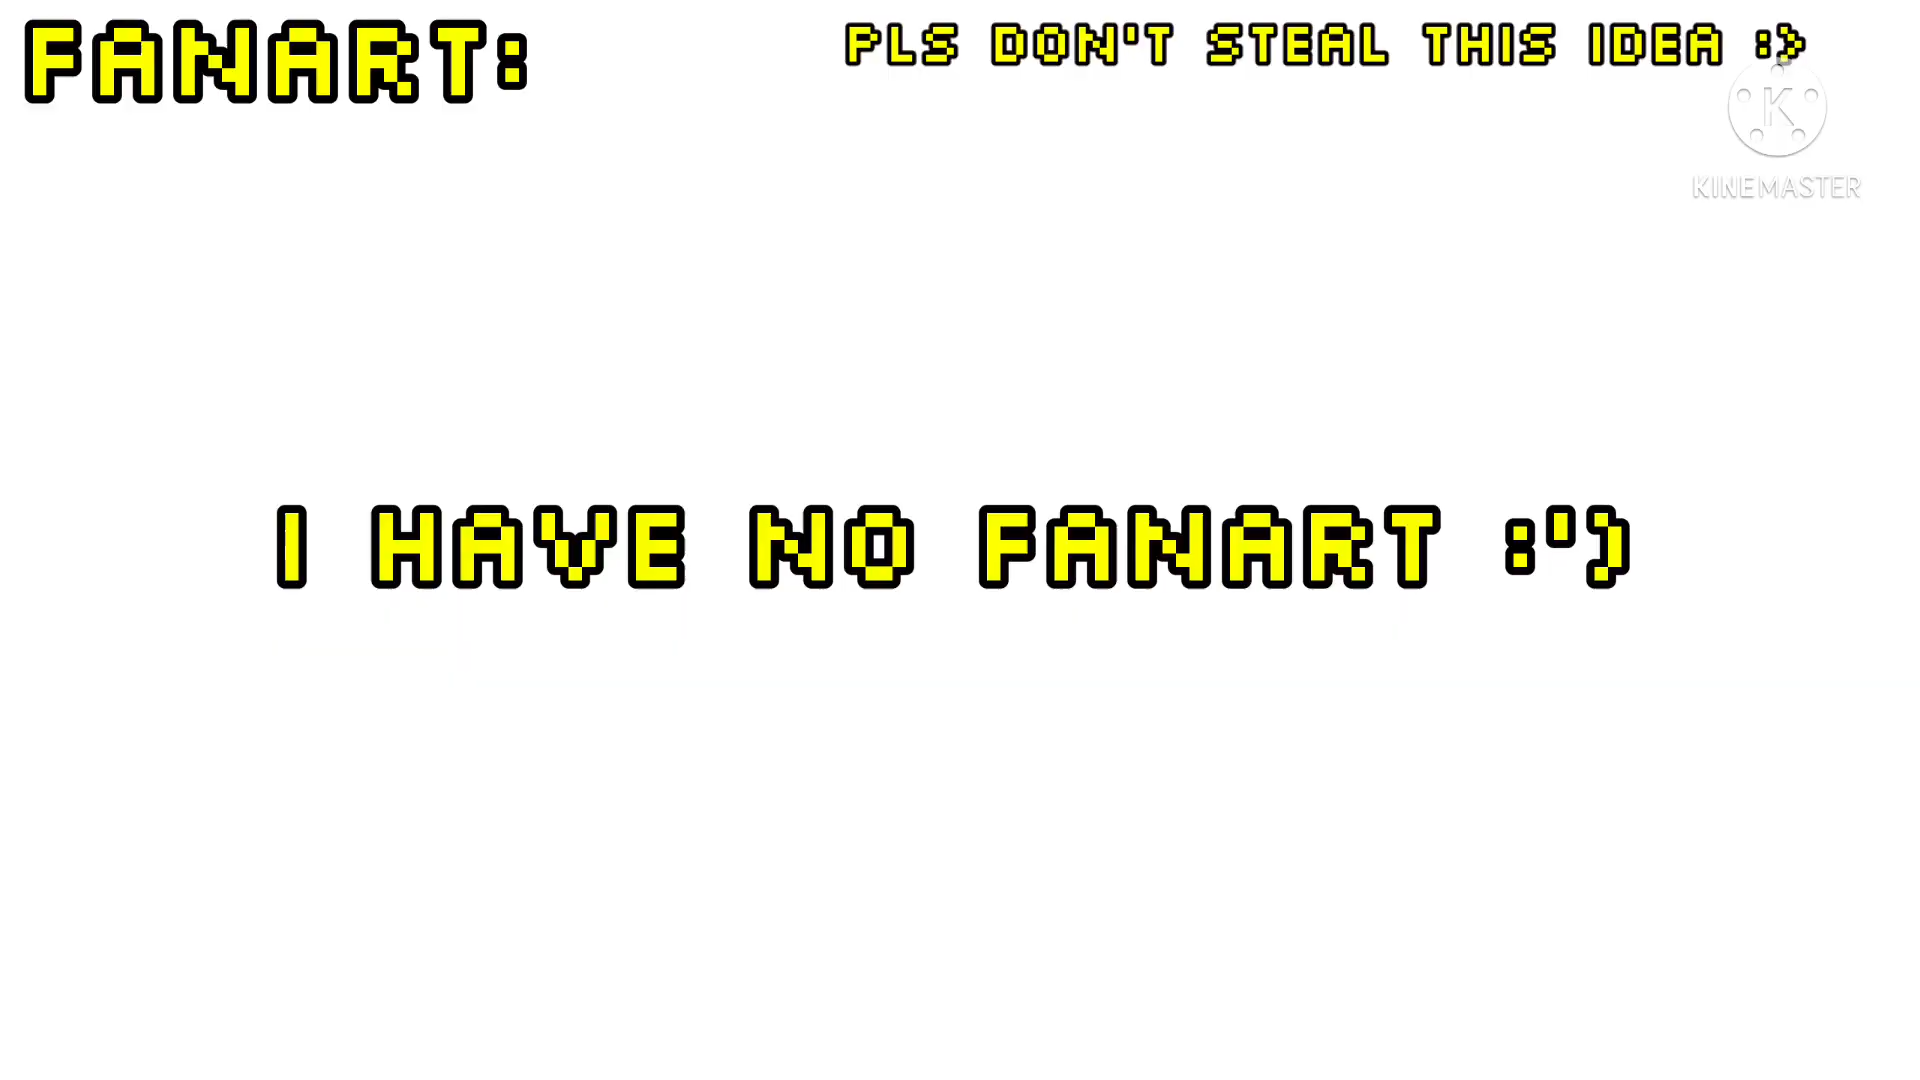 FANART:
PLS DON'T STEAL THIS IDEA :>
K
KINEMASTER
I HAVE NO FANART :')